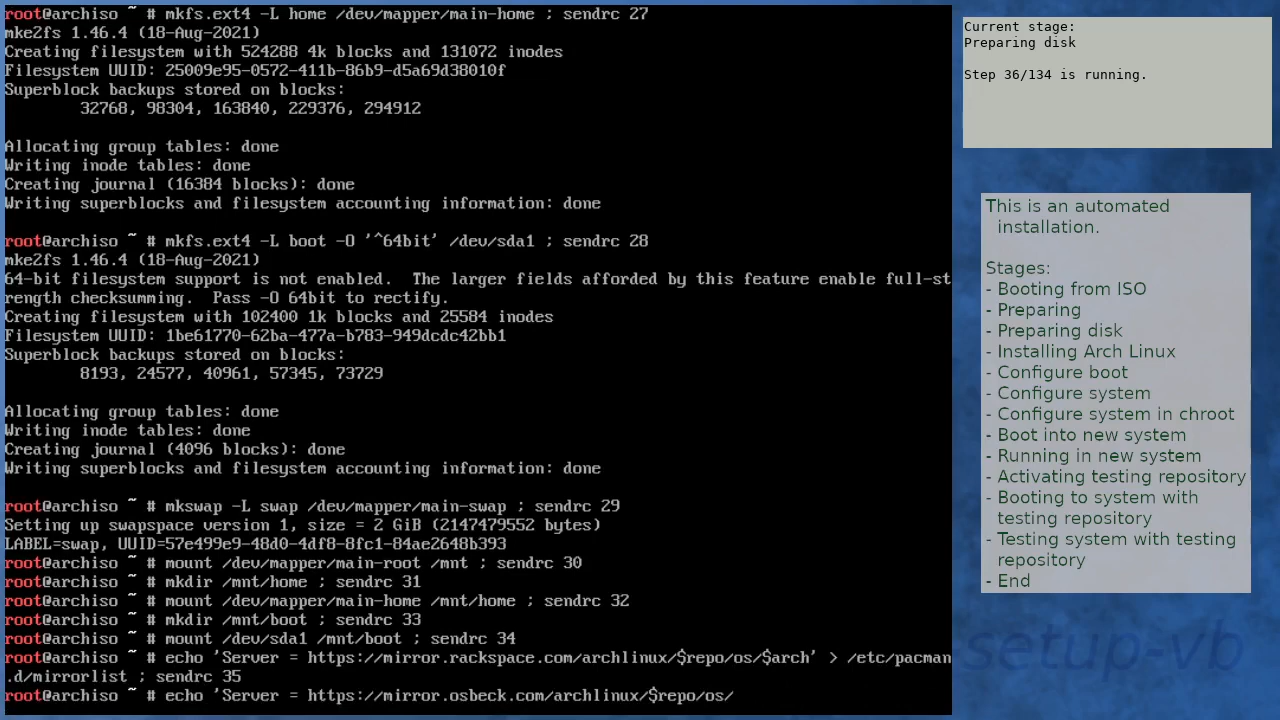 root@archiso ~ # mkfs.ext4 -L home /dev/mapper/main-home ; sendrc 27
mke2fs 1.46.4 (18-Aug-2021)
Creating filesystem with 524288 4k blocks and 131072 inodes
Filesystem UUID: 25009e95-0572-411b-86b9-d5a69d38010f
Superblock backups stored on blocks:
        32768, 98304, 163840, 229376, 294912
Allocating group tables: done
Writing inode tables: done
Creating journal (16384 blocks): done
Writing superblocks and filesystem accounting information: done
root@archiso ~ # mkfs.ext4 -L boot -O '^64bit' /dev/sda1 ; sendrc 28
mke2fs 1.46.4 (18-Aug-2021)
64-bit filesystem support is not enabled.  The larger fields afforded by this feature enable full-st
rength checksumming.  Pass -O 64bit to rectify.
Creating filesystem with 102400 1k blocks and 25584 inodes
Filesystem UUID: 1be61770-62ba-477a-b783-949dcdc42bb1
Superblock backups stored on blocks:
        8193, 24577, 40961, 57345, 73729
Allocating group tables: done
Writing inode tables: done
Creating journal (4096 blocks): done
Writing superblocks and filesystem accounting information: done
root@archiso ~ # mkswap -L swap /dev/mapper/main-swap ; sendrc 29
Setting up swapspace version 1, size = 2 GiB (2147479552 bytes)
LABEL=swap, UUID=57e499e9-48d0-4df8-8fc1-84ae2648b393
root@archiso ~ # mount /dev/mapper/main-root /mnt ; sendrc 30
root@archiso ~ # mkdir /mnt/home ; sendrc 31
root@archiso ~ # mount /dev/mapper/main-home /mnt/home ; sendrc 32
root@archiso ~ # mkdir /mnt/boot ; sendrc 33
root@archiso ~ # mount /dev/sda1 /mnt/boot ; sendrc 34
root@archiso ~ # echo 'Server = https://mirror.rackspace.com/archlinux/$repo/os/$arch' > /etc/pacman
.d/mirrorlist ; sendrc 35
root@archiso ~ # echo 'Server = https://mirror.osbeck.com/archlinux/$repo/os/
Current stage:
Preparing disk
Step 36/134 is running.
This is an automated
installation.
Stages:
- Booting from ISO
- Preparing
- Preparing disk
- Installing Arch Linux
- Configure boot
- Configure system
- Configure system in chroot
- Boot into new system
- Running in new system
- Activating testing repository
- Booting to system with
testing repository
- Testing system with testing
repository
- End
setup-vb